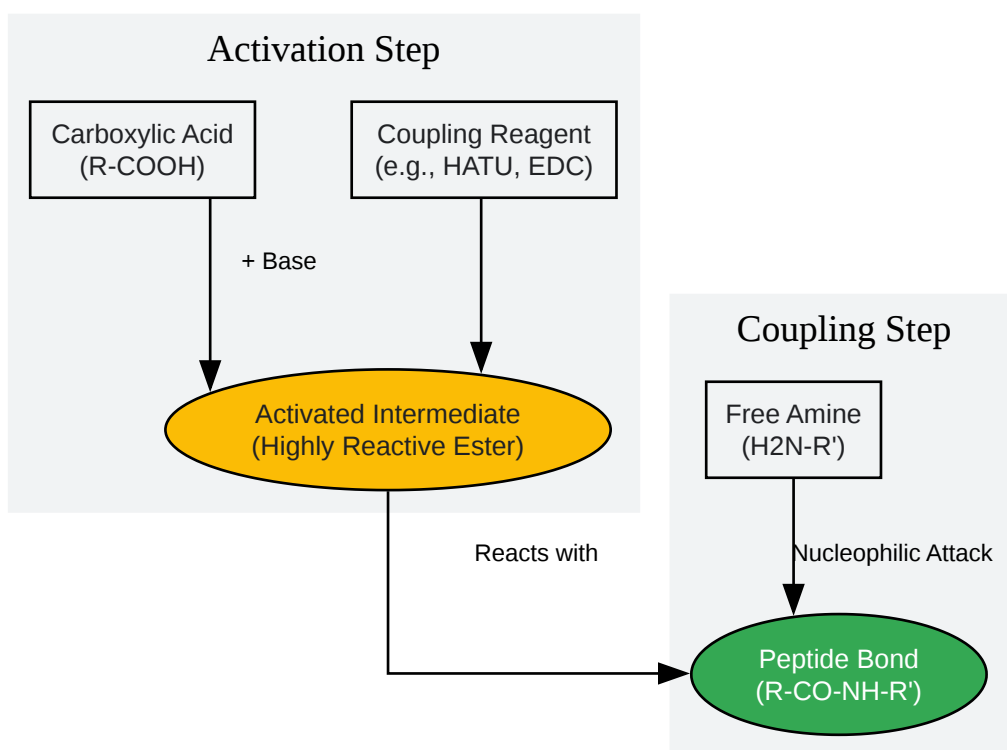 Activation Step
Carboxylic Acid
(R-COOH)
Coupling Reagent
(e.g., HATU, EDC)
+ Base
Activated Intermediate
(Highly Reactive Ester)
Coupling Step
Free Amine
(H2N-R')
Reacts with
Nucleophilic Attack
Peptide Bond
(R-CO-NH-R')